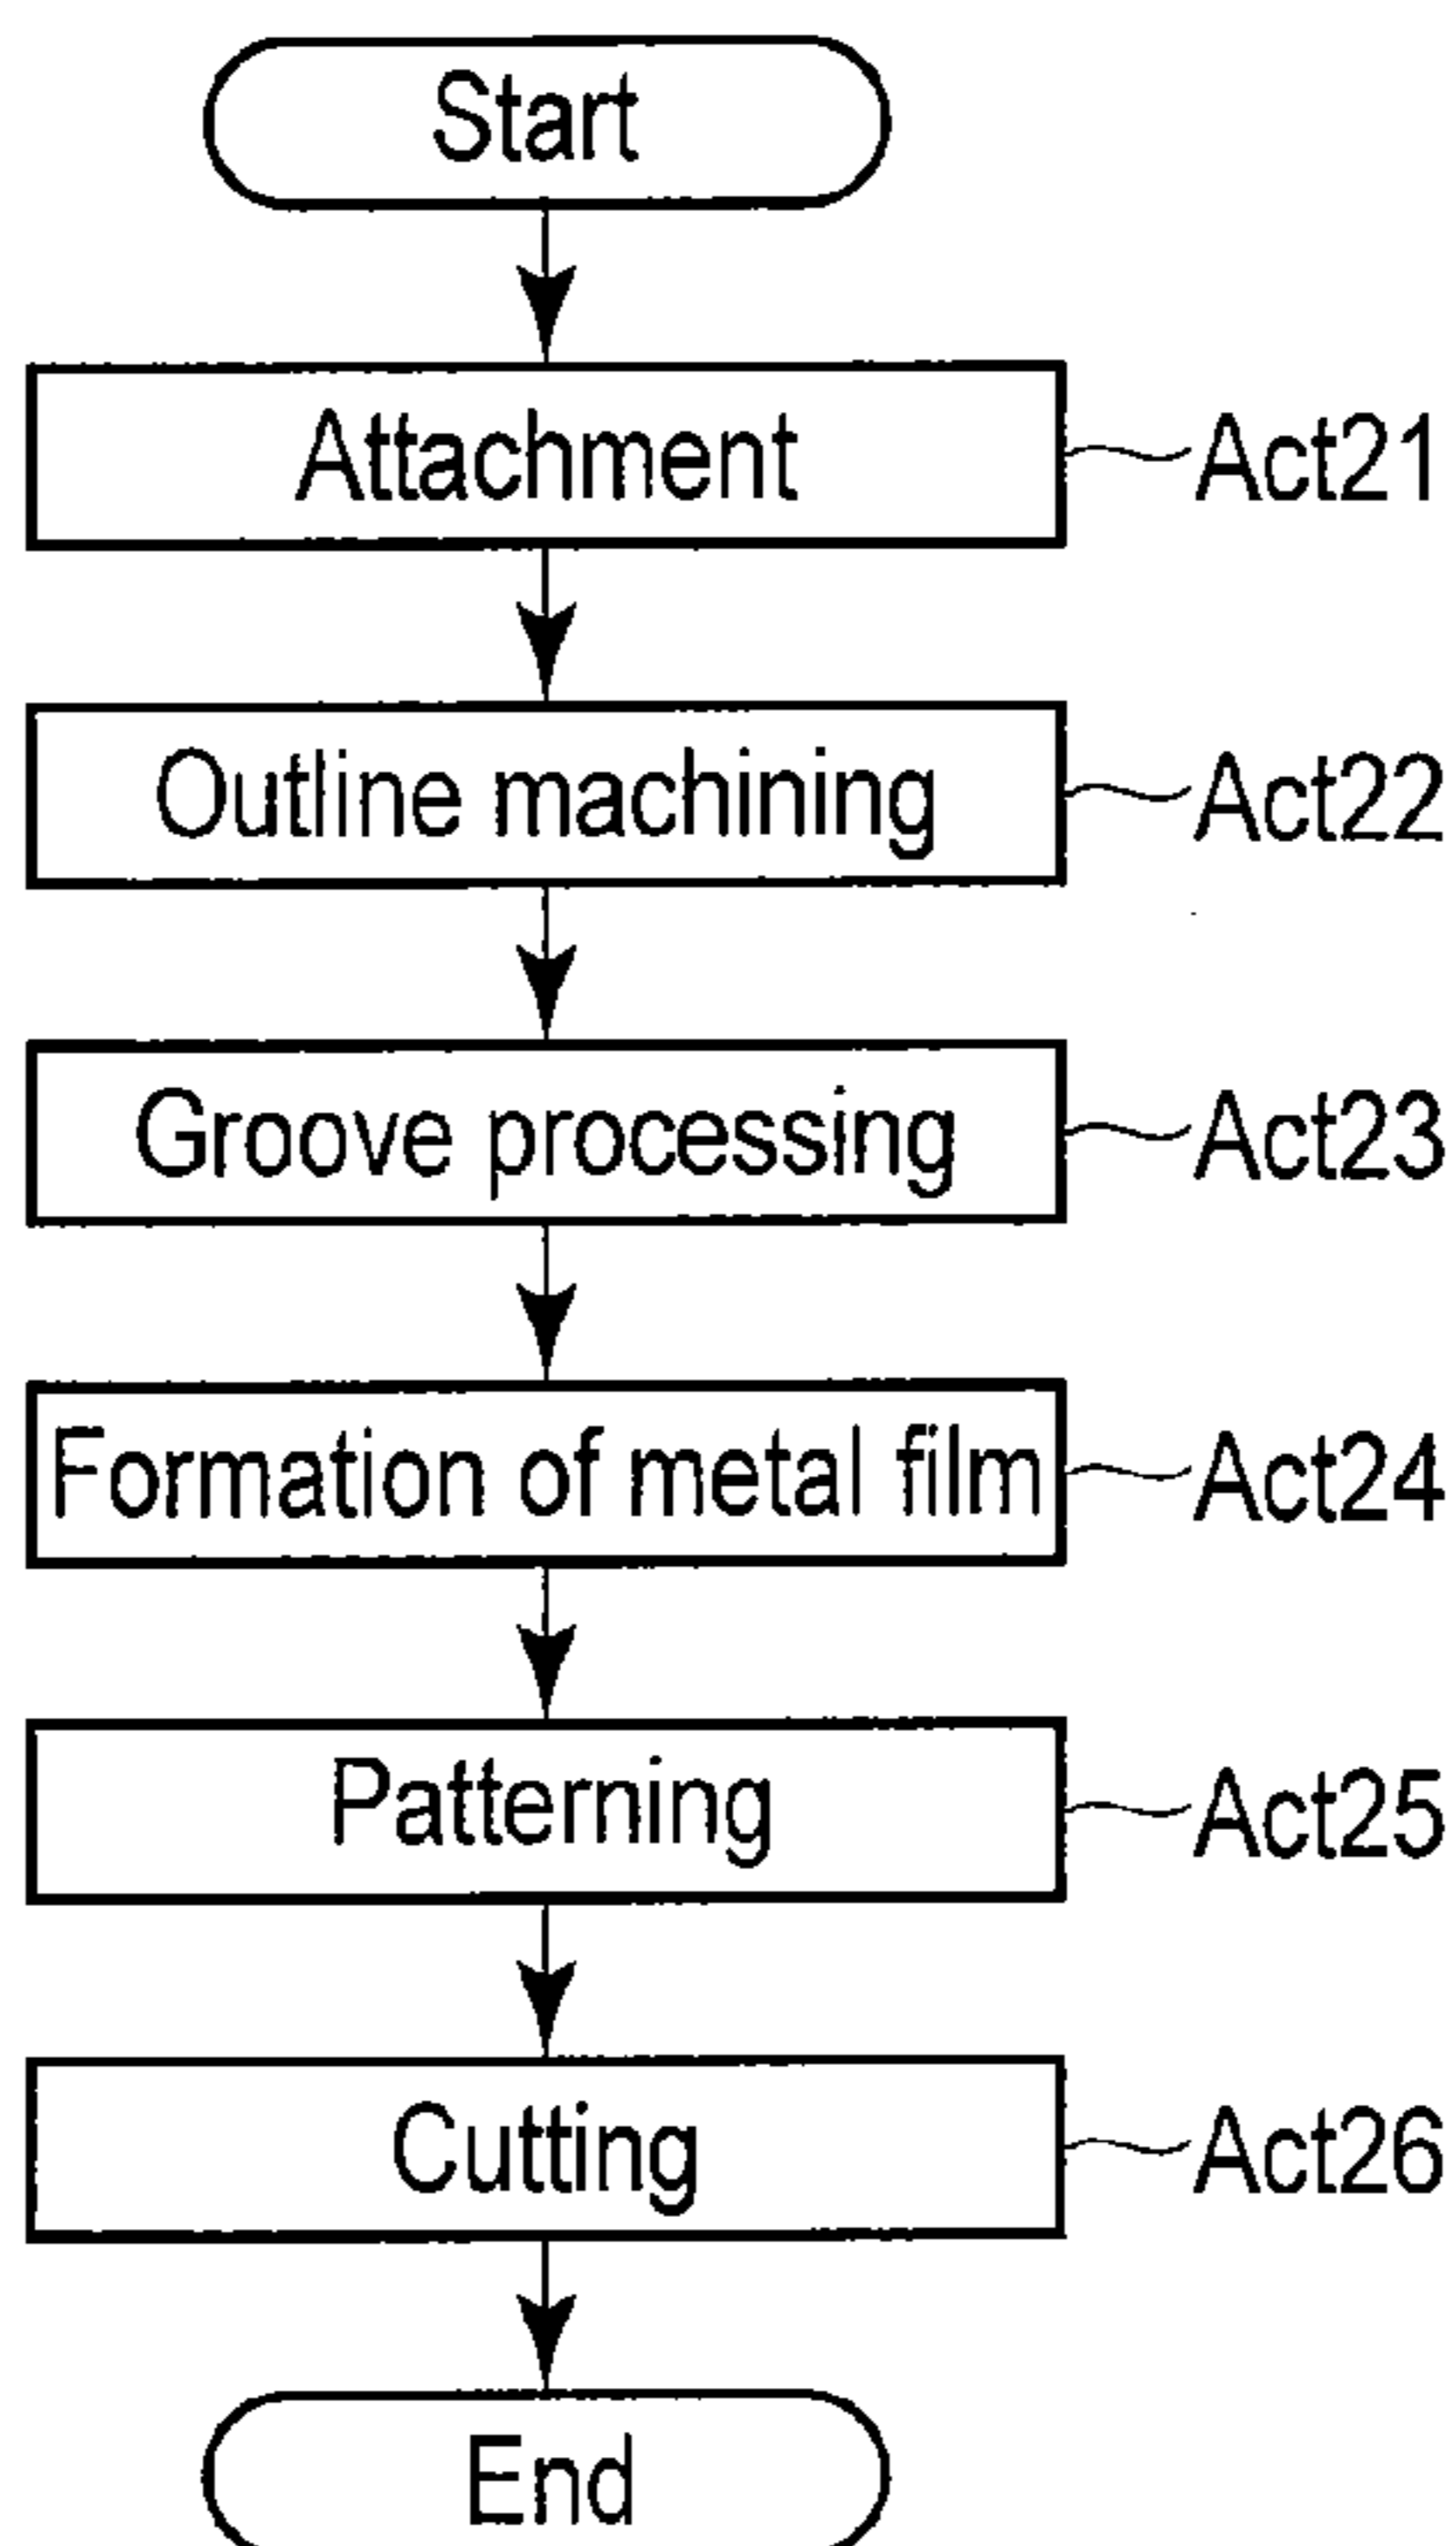 Start
Attachment Act21
Outline machining Act22
Groove processing Act23
Formation of metal film Act24
Patterning Act25
Cutting Act26
End